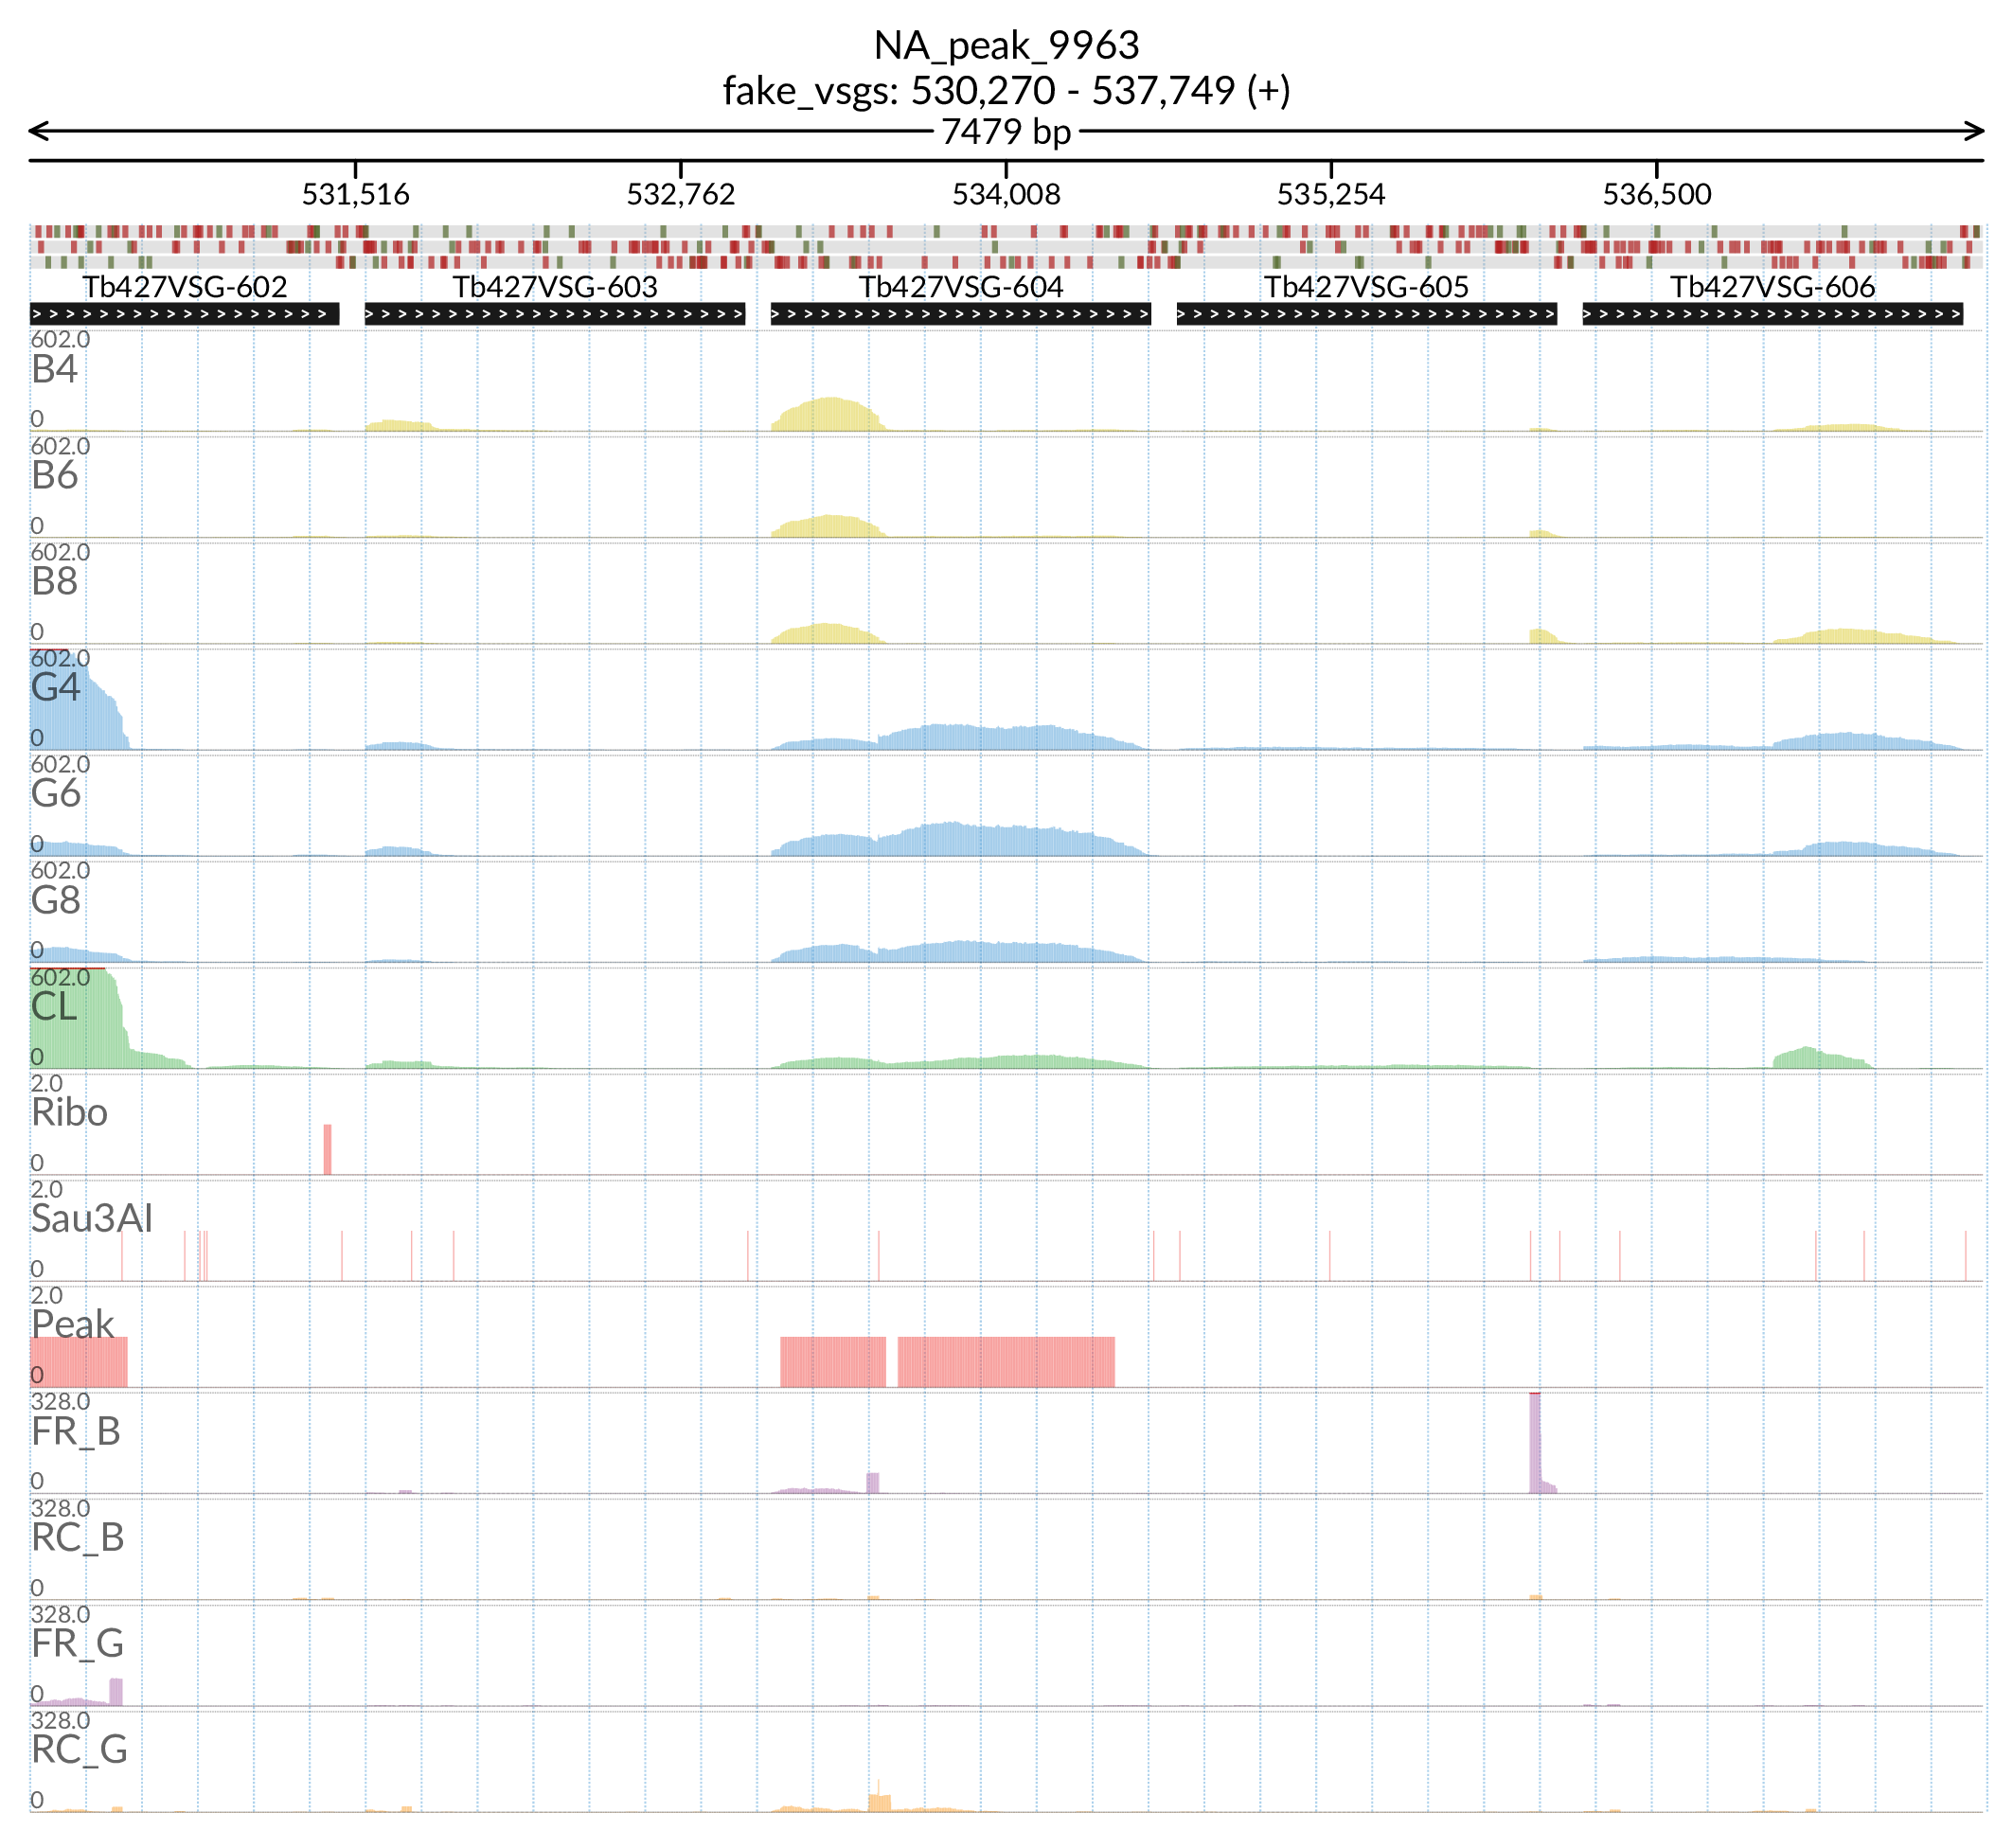 NA_peak_9963
fake_vsgs: 530,270 - 537,749 (+)
7479 bp
531,516 532,762 534,008 535,254 536,500
Tb427VSG-602 Tb427VSG-603 Tb427VSG-604 Tb427VSG-605 Tb427VSG-606
602.0
B4
0
602.0
B6
0
602.0
B8
0
602.0
G4
0
602.0
G6
0
602.0
G8
0
602.0
CL
0
2.0
Ribo
0
2.0
Sau3AI
0
2.0
Peak
0
328.0
FR_B
0
328.0
RC_B
0
328.0
FR_G
0
328.0
RC_G
0